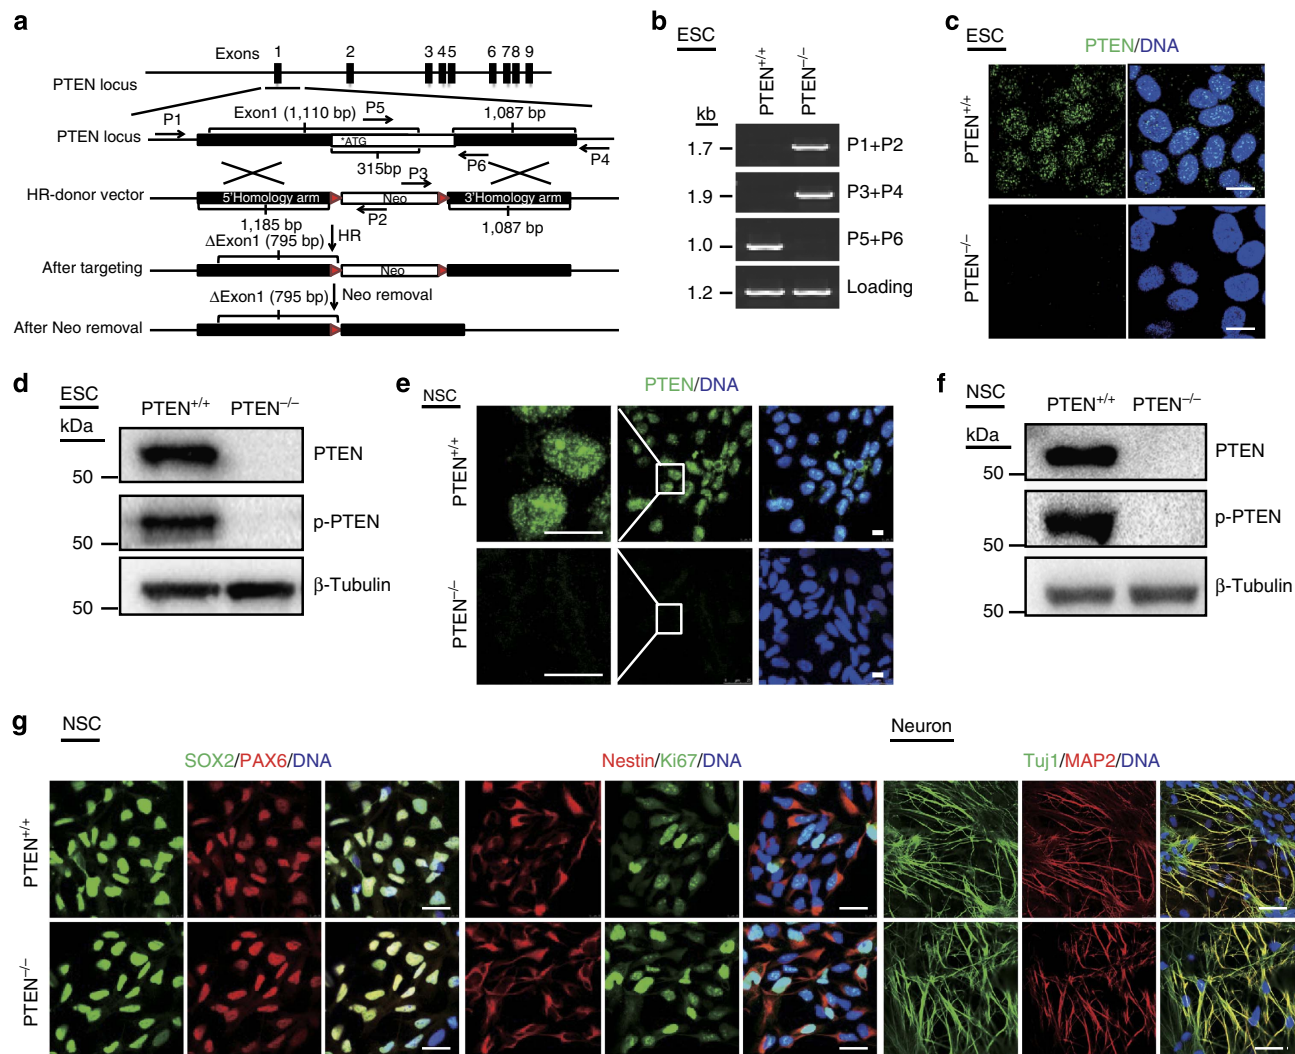 a
Exons 1 2 3 4 5 6 7 8 9
PTEN locus
P1
Exon1 (1,110 bp)
P5
1,087 bp
PTEN locus
*ATG
315bp
P6
P4
P3
HR-donor vector
5'Homology arm
Neo
3'Homology arm
P2
1,185 bp
1,087 bp
ΔExon1 (795 bp)
HR
After targeting
Neo
ΔExon1 (795 bp)
Neo removal
After Neo removal
b
ESC
PTEN+/+
PTEN–/–
kb
1.7
P1+P2
1.9
P3+P4
1.0
P5+P6
1.2
Loading
c
ESC
PTEN/DNA
PTEN+/+
PTEN–/–
d
ESC
PTEN+/+ PTEN–/–
kDa
PTEN
50
p-PTEN
50
β-Tubulin
50
e
NSC
PTEN/DNA
PTEN+/+
PTEN–/–
f
NSC
PTEN+/+ PTEN–/–
kDa
PTEN
50
p-PTEN
50
β-Tubulin
50
g
NSC
Neuron
SOX2/PAX6/DNA
Nestin/Ki67/DNA
Tuj1/MAP2/DNA
PTEN+/+
PTEN–/–